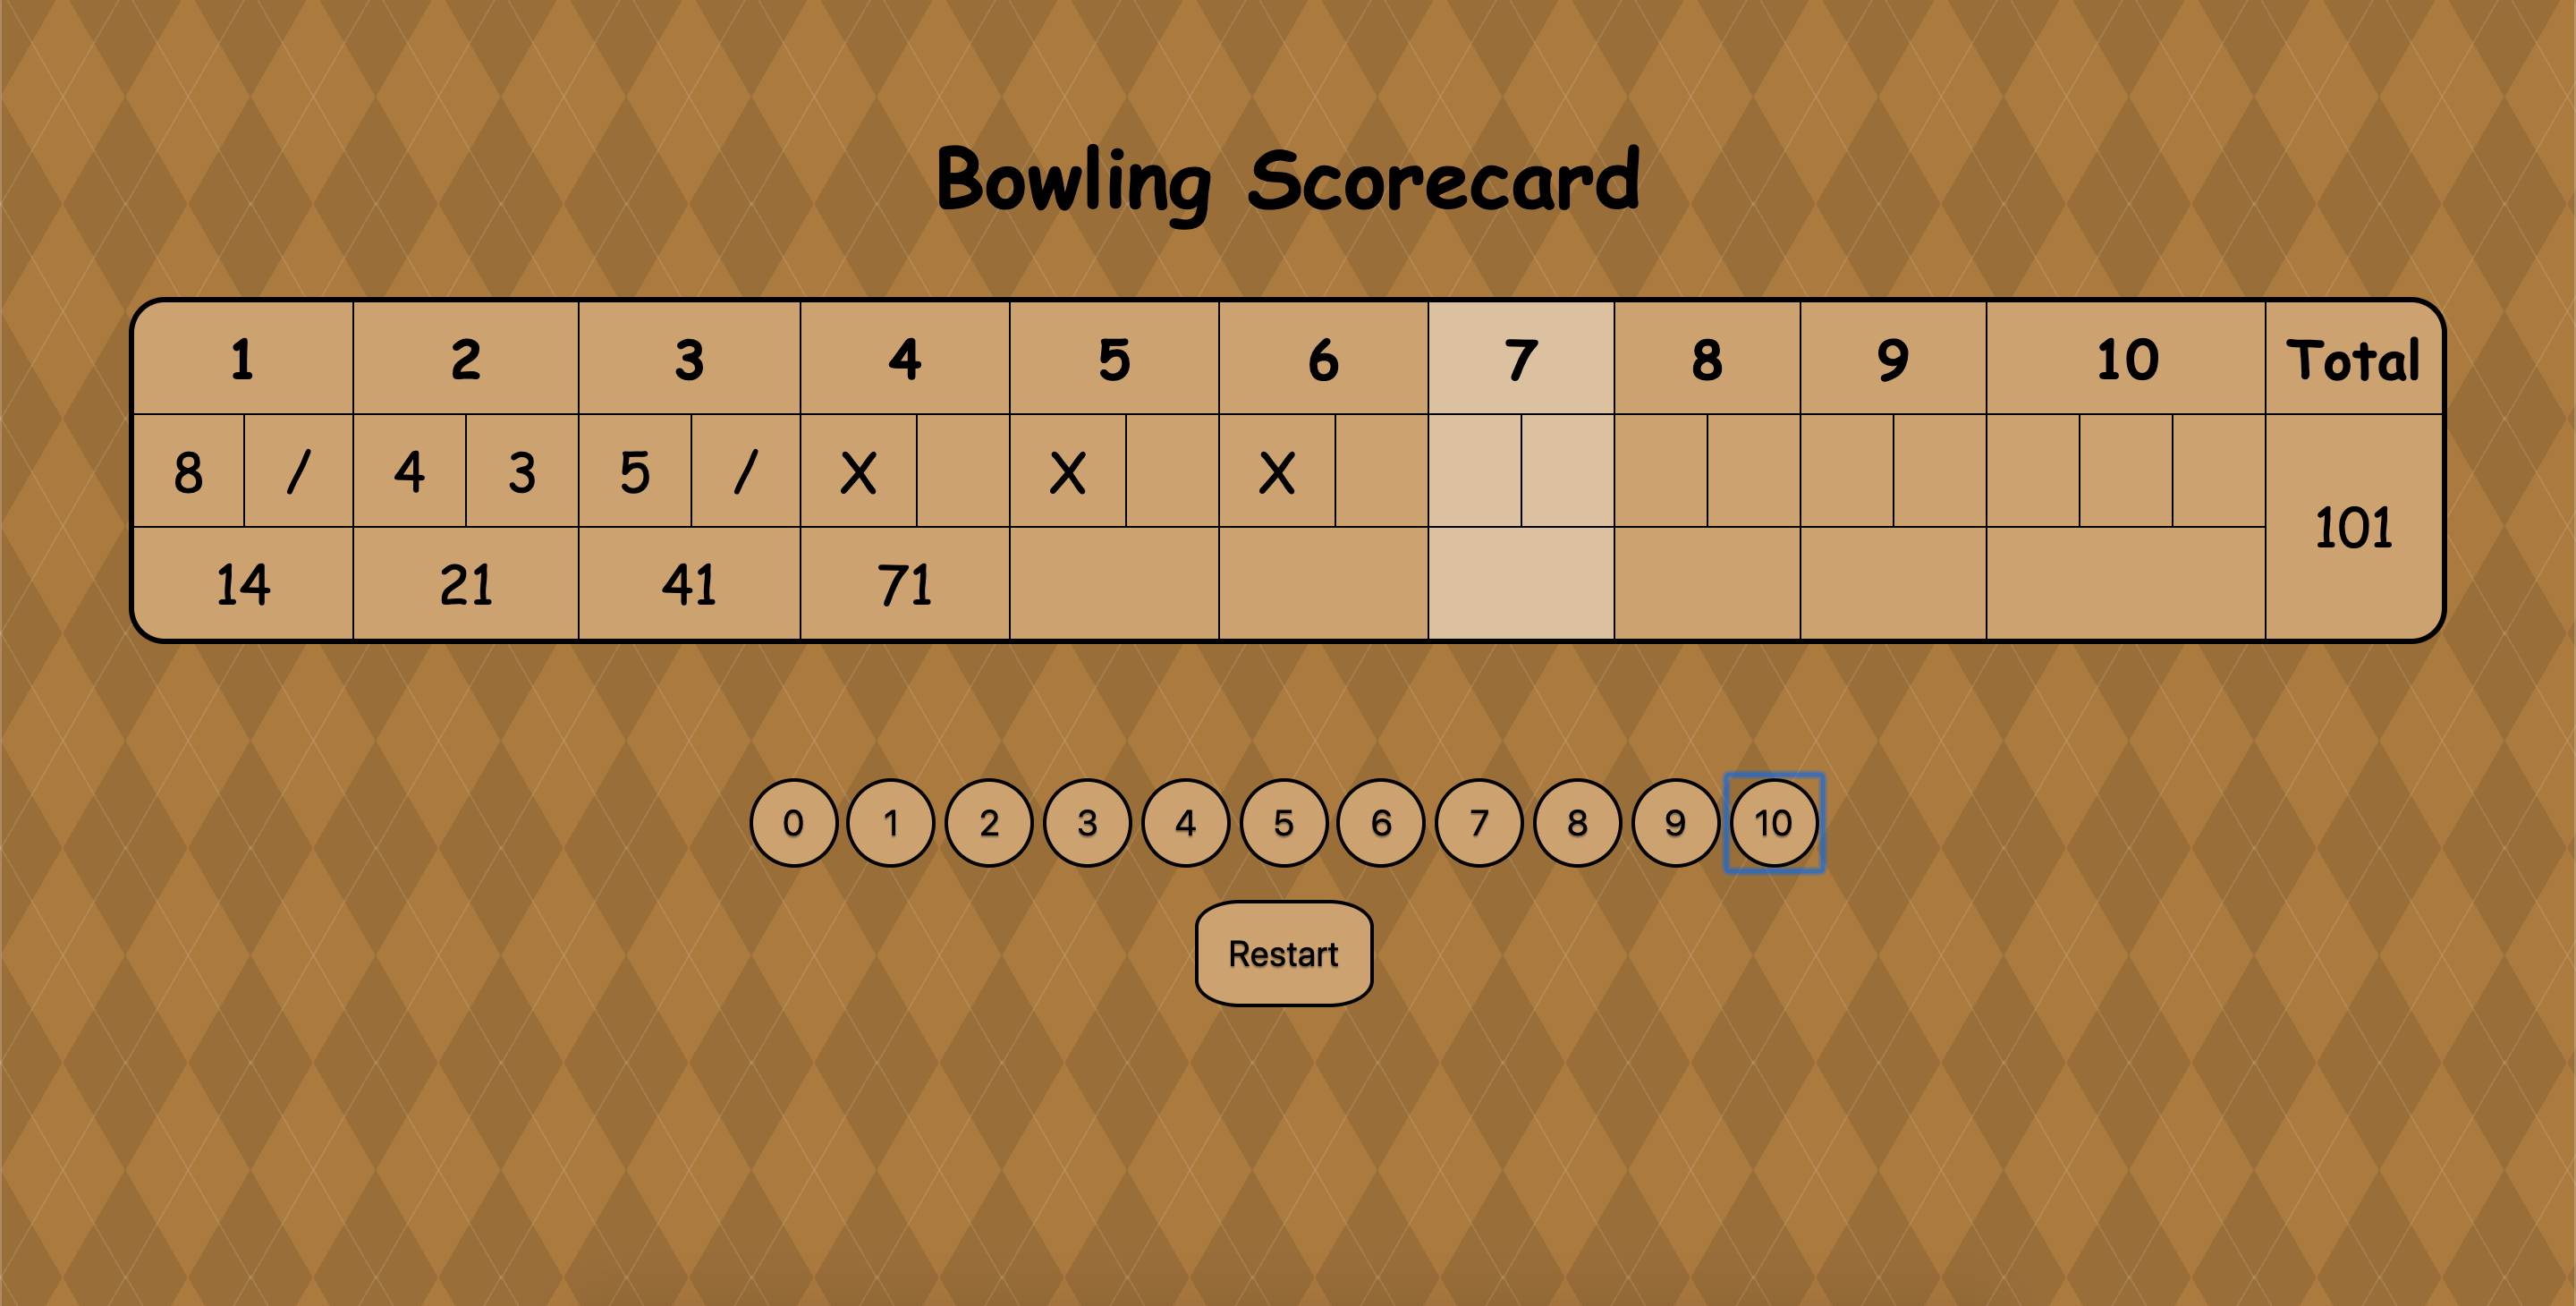 Bowling Scorecard
1 2 3 4 5 6 7 8 9 10 Total
8 / 4 3 5 / X X X
101
14 21 41 71
0 1 2 3 4 5 6 7 8 9 10
Restart